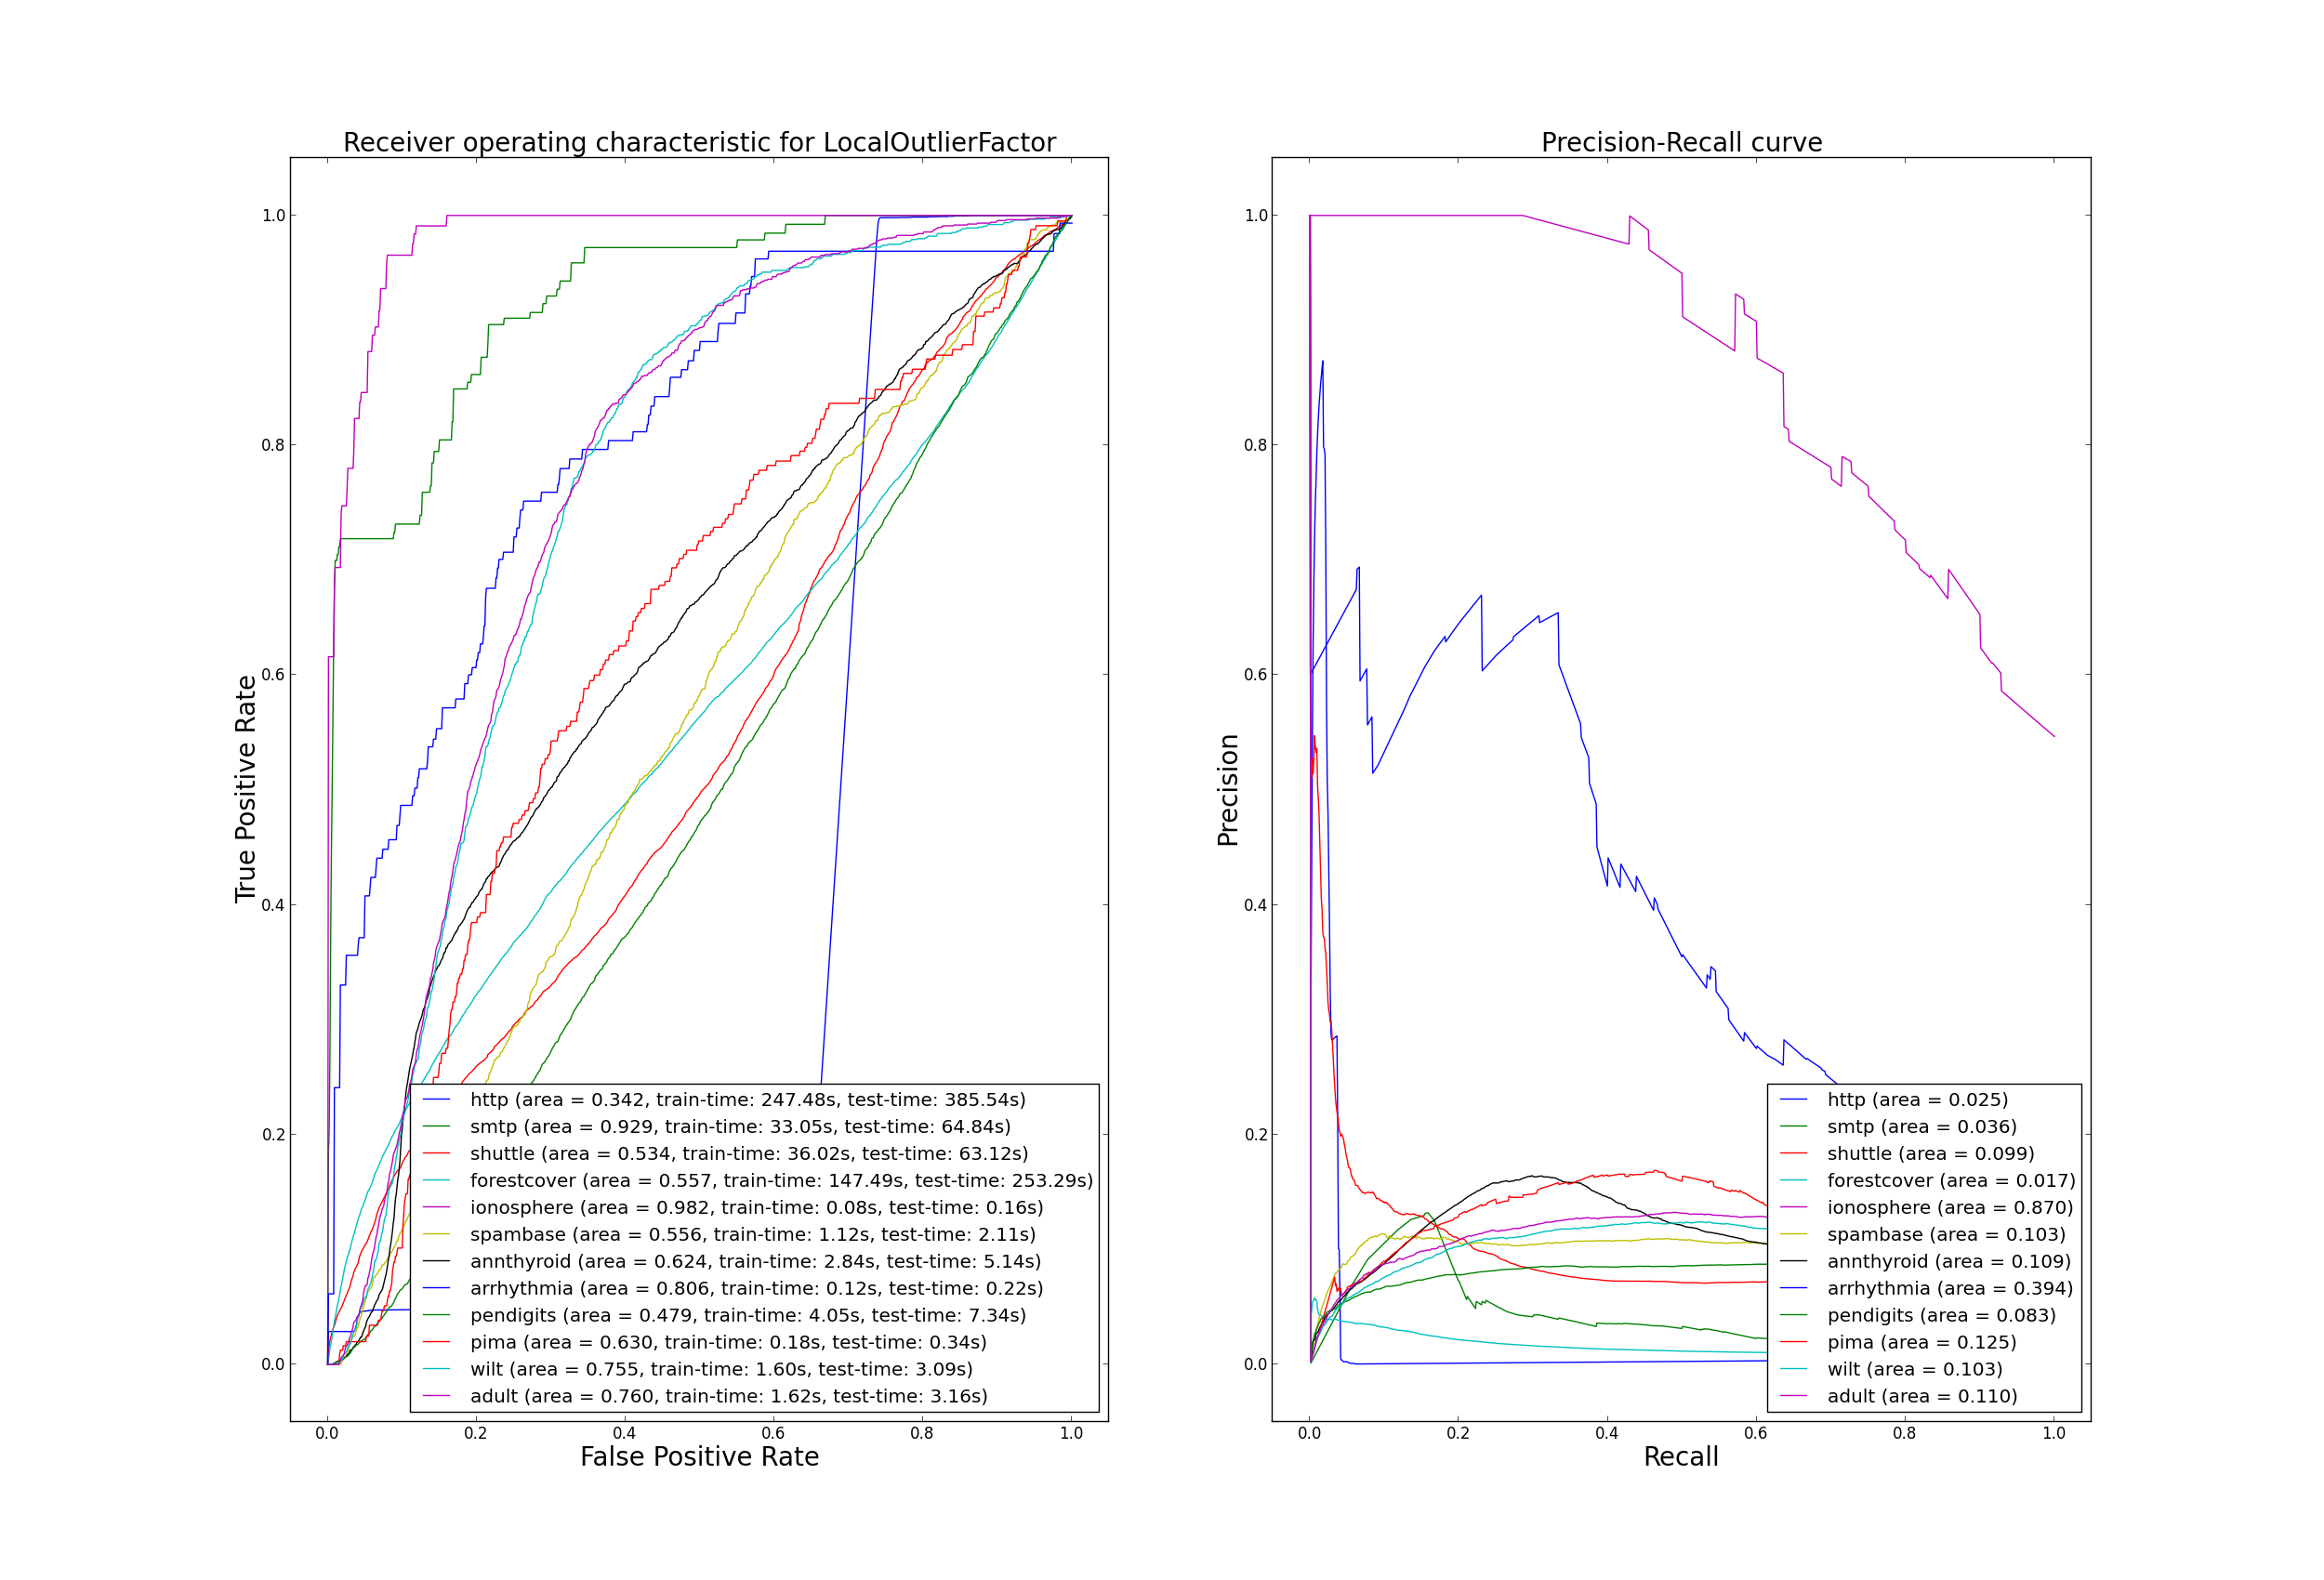 Receiver operating characteristic for LocalOutlierFactor
1.0
0.8
0.6
0.4
0.2
0.0
True Positive Rate
http (area = 0.342, train-time: 247.48s, test-time: 385.54s)
smtp (area = 0.929, train-time: 33.05s, test-time: 64.84s)
shuttle (area = 0.534, train-time: 36.02s, test-time: 63.12s)
forestcover (area = 0.557, train-time: 147.49s, test-time: 253.29s)
ionosphere (area = 0.982, train-time: 0.08s, test-time: 0.16s)
spambase (area = 0.556, train-time: 1.12s, test-time: 2.11s)
annthyroid (area = 0.624, train-time: 2.84s, test-time: 5.14s)
arrhythmia (area = 0.806, train-time: 0.12s, test-time: 0.22s)
pendigits (area = 0.479, train-time: 4.05s, test-time: 7.34s)
pima (area = 0.630, train-time: 0.18s, test-time: 0.34s)
wilt (area = 0.755, train-time: 1.60s, test-time: 3.09s)
adult (area = 0.760, train-time: 1.62s, test-time: 3.16s)
0.0 0.2 0.4 0.6 0.8 1.0
False Positive Rate
Precision-Recall curve
1.0
0.8
0.6
0.4
0.2
0.0
Precision
http (area = 0.025)
smtp (area = 0.036)
shuttle (area = 0.099)
forestcover (area = 0.017)
ionosphere (area = 0.870)
spambase (area = 0.103)
annthyroid (area = 0.109)
arrhythmia (area = 0.394)
pendigits (area = 0.083)
pima (area = 0.125)
wilt (area = 0.103)
adult (area = 0.110)
0.0 0.2 0.4 0.6 0.8 1.0
Recall